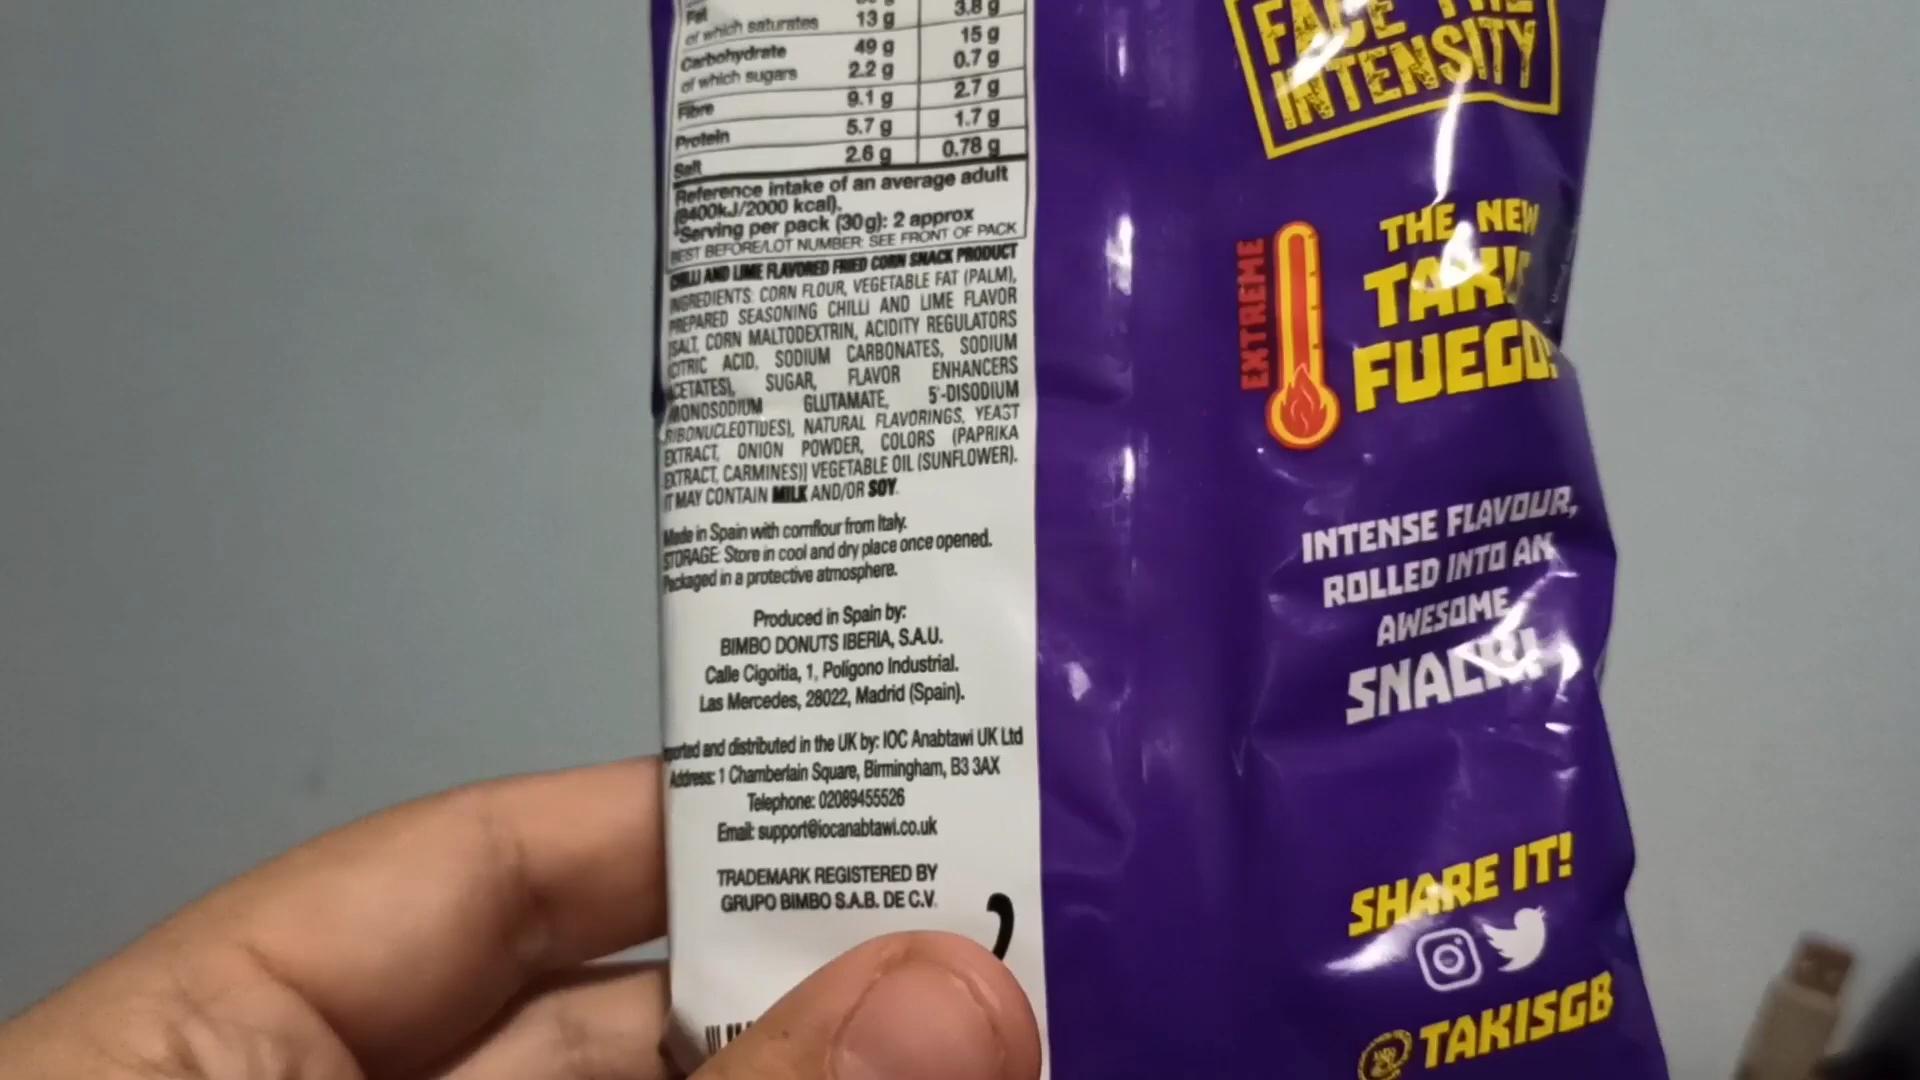 Fat
of which saturates 13 g 3.8 g
Carbohydrate 49 g 15 g
of which sugars 2.2 g 0.7 g
Fibre 9.1 g 2.7 g
Protein 5.7 g 1.7 g
Salt 2.6 g 0.78 g
Reference intake of an average adult
(8400kJ/2000 kcal).
*Serving per pack (30g): 2 approx
BEST BEFORE/LOT NUMBER: SEE FRONT OF PACK
CHILLI AND LIME FLAVORED FRIED CORN SNACK PRODUCT
INGREDIENTS: CORN FLOUR, VEGETABLE FAT (PALM),
PREPARED SEASONING CHILLI AND LIME FLAVOR
[SALT, CORN MALTODEXTRIN, ACIDITY REGULATORS
(CITRIC ACID, SODIUM CARBONATES, SODIUM
ACETATES), SUGAR, FLAVOR ENHANCERS
(MONOSODIUM GLUTAMATE, 5'-DISODIUM
RIBONUCLEOTIDES), NATURAL FLAVORINGS, YEAST
EXTRACT, ONION POWDER, COLORS (PAPRIKA
EXTRACT, CARMINES)] VEGETABLE OIL (SUNFLOWER).
IT MAY CONTAIN MILK AND/OR SOY.
Made in Spain with cornflour from Italy.
STORAGE: Store in cool and dry place once opened.
Packaged in a protective atmosphere.
Produced in Spain by:
BIMBO DONUTS IBERIA, S.A.U.
Calle Cigoitia, 1, Polígono Industrial.
Las Mercedes, 28022, Madrid (Spain).
Imported and distributed in the UK by: IOC Anabtawi UK Ltd
Address: 1 Chamberlain Square, Birmingham, B3 3AX
Telephone: 02089455526
Email: support@iocanabtawi.co.uk
TRADEMARK REGISTERED BY
GRUPO BIMBO S.A.B. DE C.V.
FACE THE
INTENSITY
EXTREME
THE NEW
TAKIS
FUEGO!
INTENSE FLAVOUR,
ROLLED INTO AN
AWESOME
SNACK!
SHARE IT!
TAKISGB